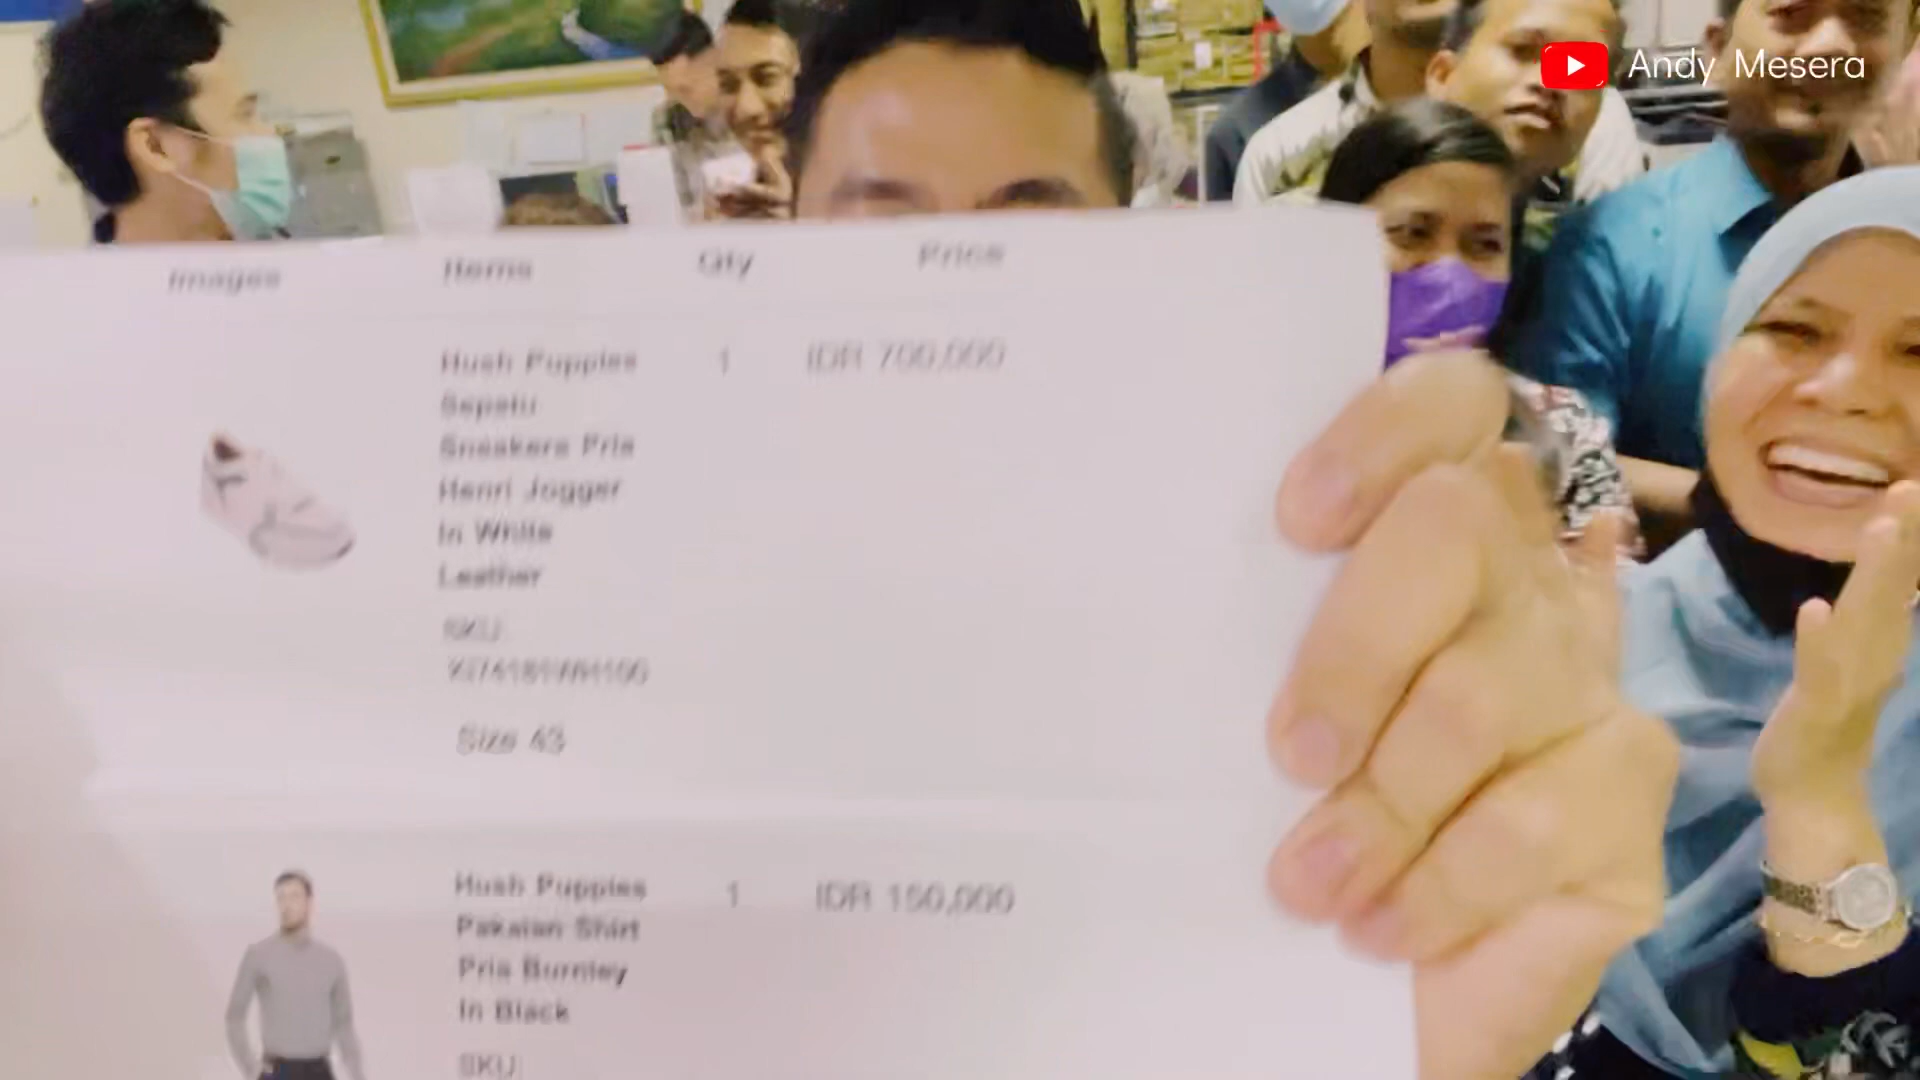 Andy Mesera
Images Items Qty Price
Hush Puppies 1 IDR 700,000
Sepatu
Sneakers Pria
Henri Jogger
In White
Leather
SKU:
Size 43
Hush Puppies 1 IDR 150,000
Pakaian Shirt
Pria Burnley
In Black
SKU: